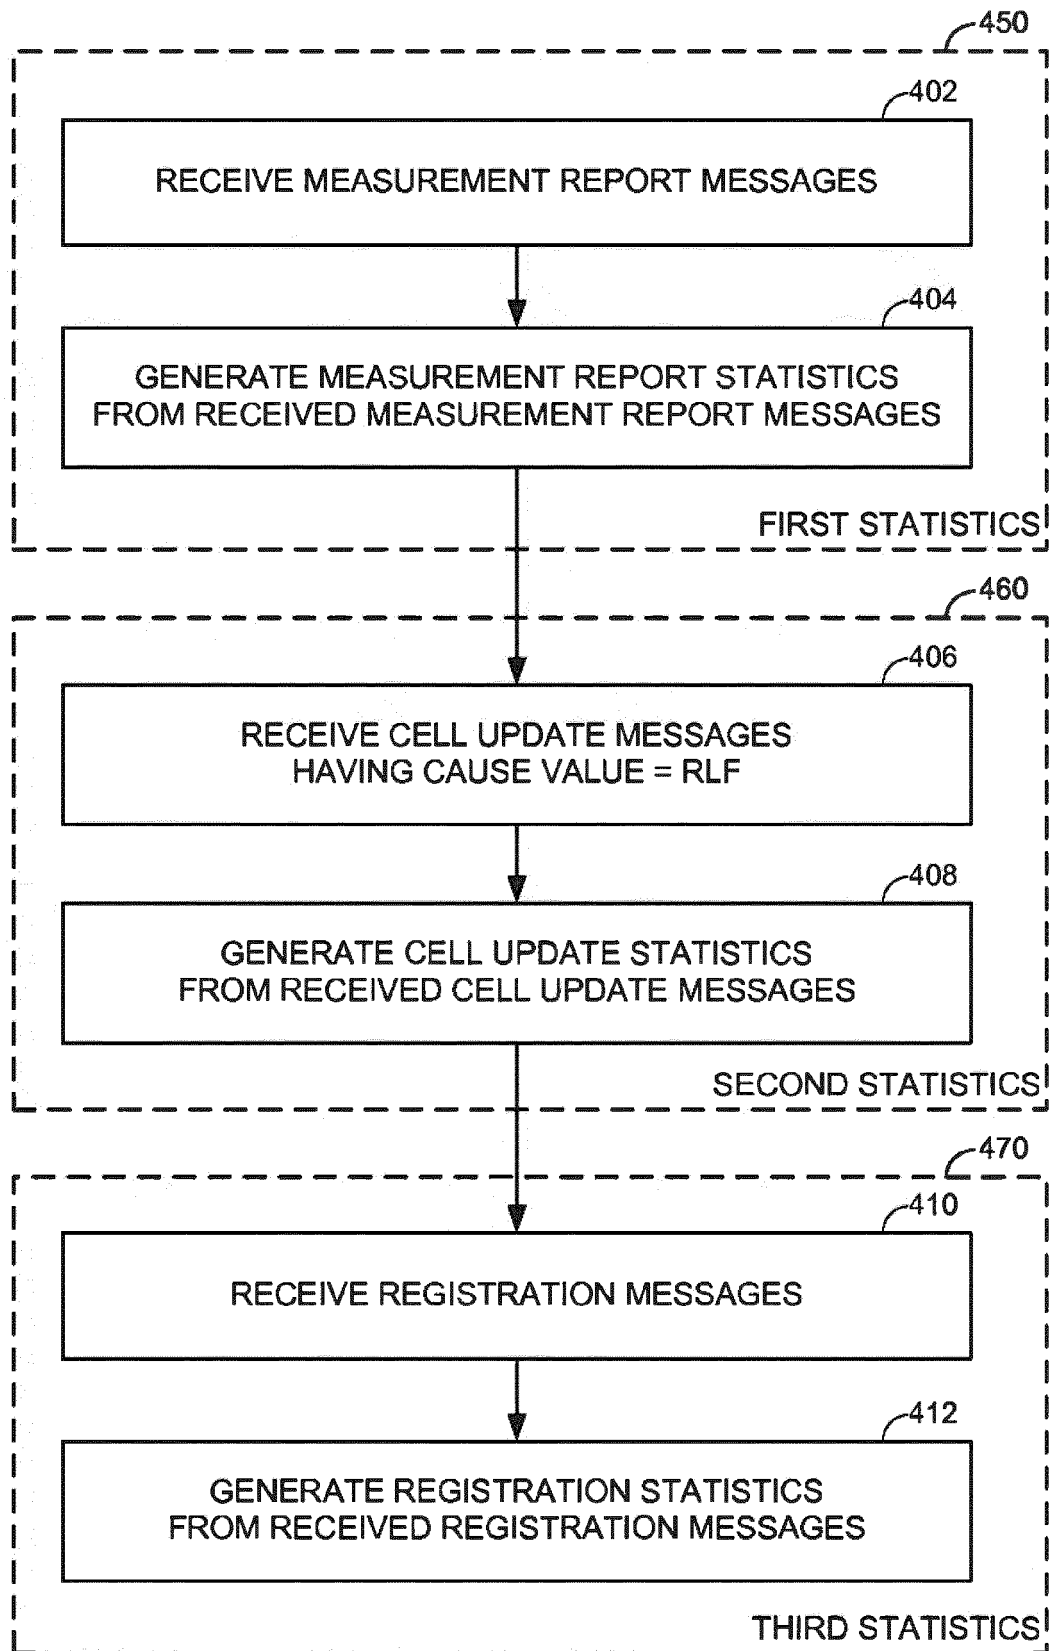 450
402
RECEIVE MEASUREMENT REPORT MESSAGES
404
GENERATE MEASUREMENT REPORT STATISTICS
FROM RECEIVED MEASUREMENT REPORT MESSAGES
FIRST STATISTICS
460
406
RECEIVE CELL UPDATE MESSAGES
HAVING CAUSE VALUE = RLF
408
GENERATE CELL UPDATE STATISTICS
FROM RECEIVED CELL UPDATE MESSAGES
SECOND STATISTICS
470
410
RECEIVE REGISTRATION MESSAGES
412
GENERATE REGISTRATION STATISTICS
FROM RECEIVED REGISTRATION MESSAGES
THIRD STATISTICS